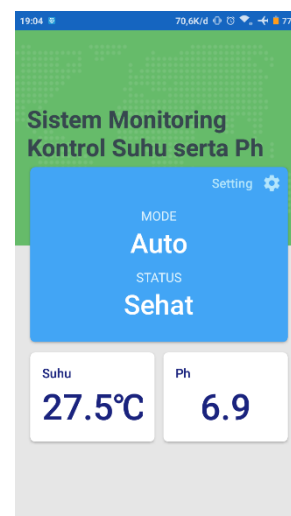 19:04
70,6K/d
77
Sistem Monitoring
Kontrol Suhu serta Ph
Setting
MODE
Auto
STATUS
Sehat
Suhu
27.5°C
Ph
6.9